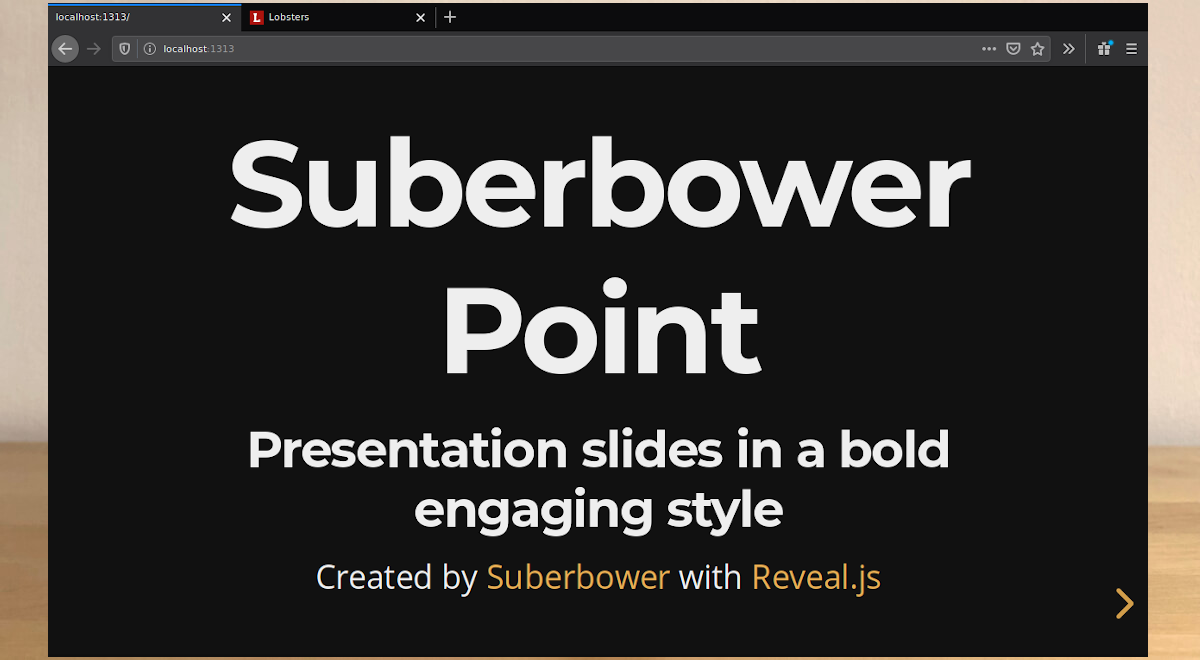 localhost:1313/
L Lobsters
localhost:1313
Suberbower
Point
Presentation slides in a bold
engaging style
Created by Suberbower with Reveal.js